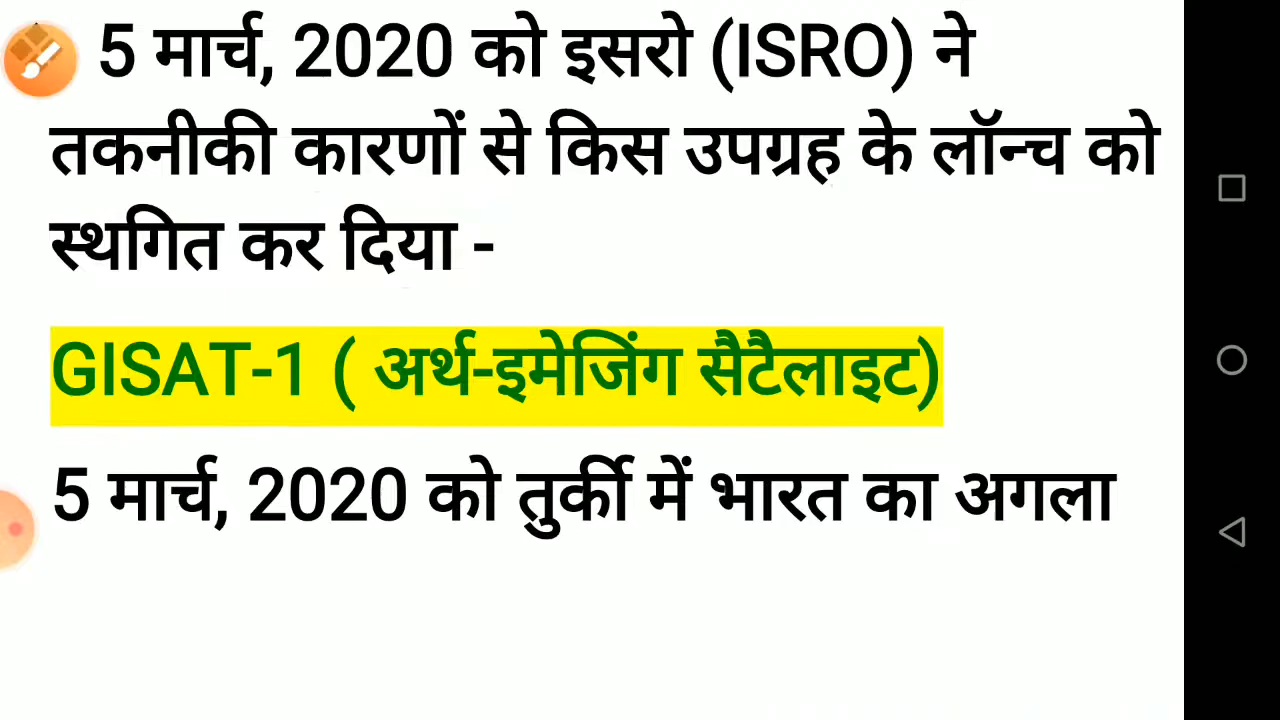 5 मार्च, 2020 को इसरो (ISRO) ने
तकनीकी कारणों से किस उपग्रह के लॉन्च को
स्थगित कर दिया -
GISAT-1 ( अर्थ-इमेजिंग सैटैलाइट)
5 मार्च, 2020 को तुर्की में भारत का अगला